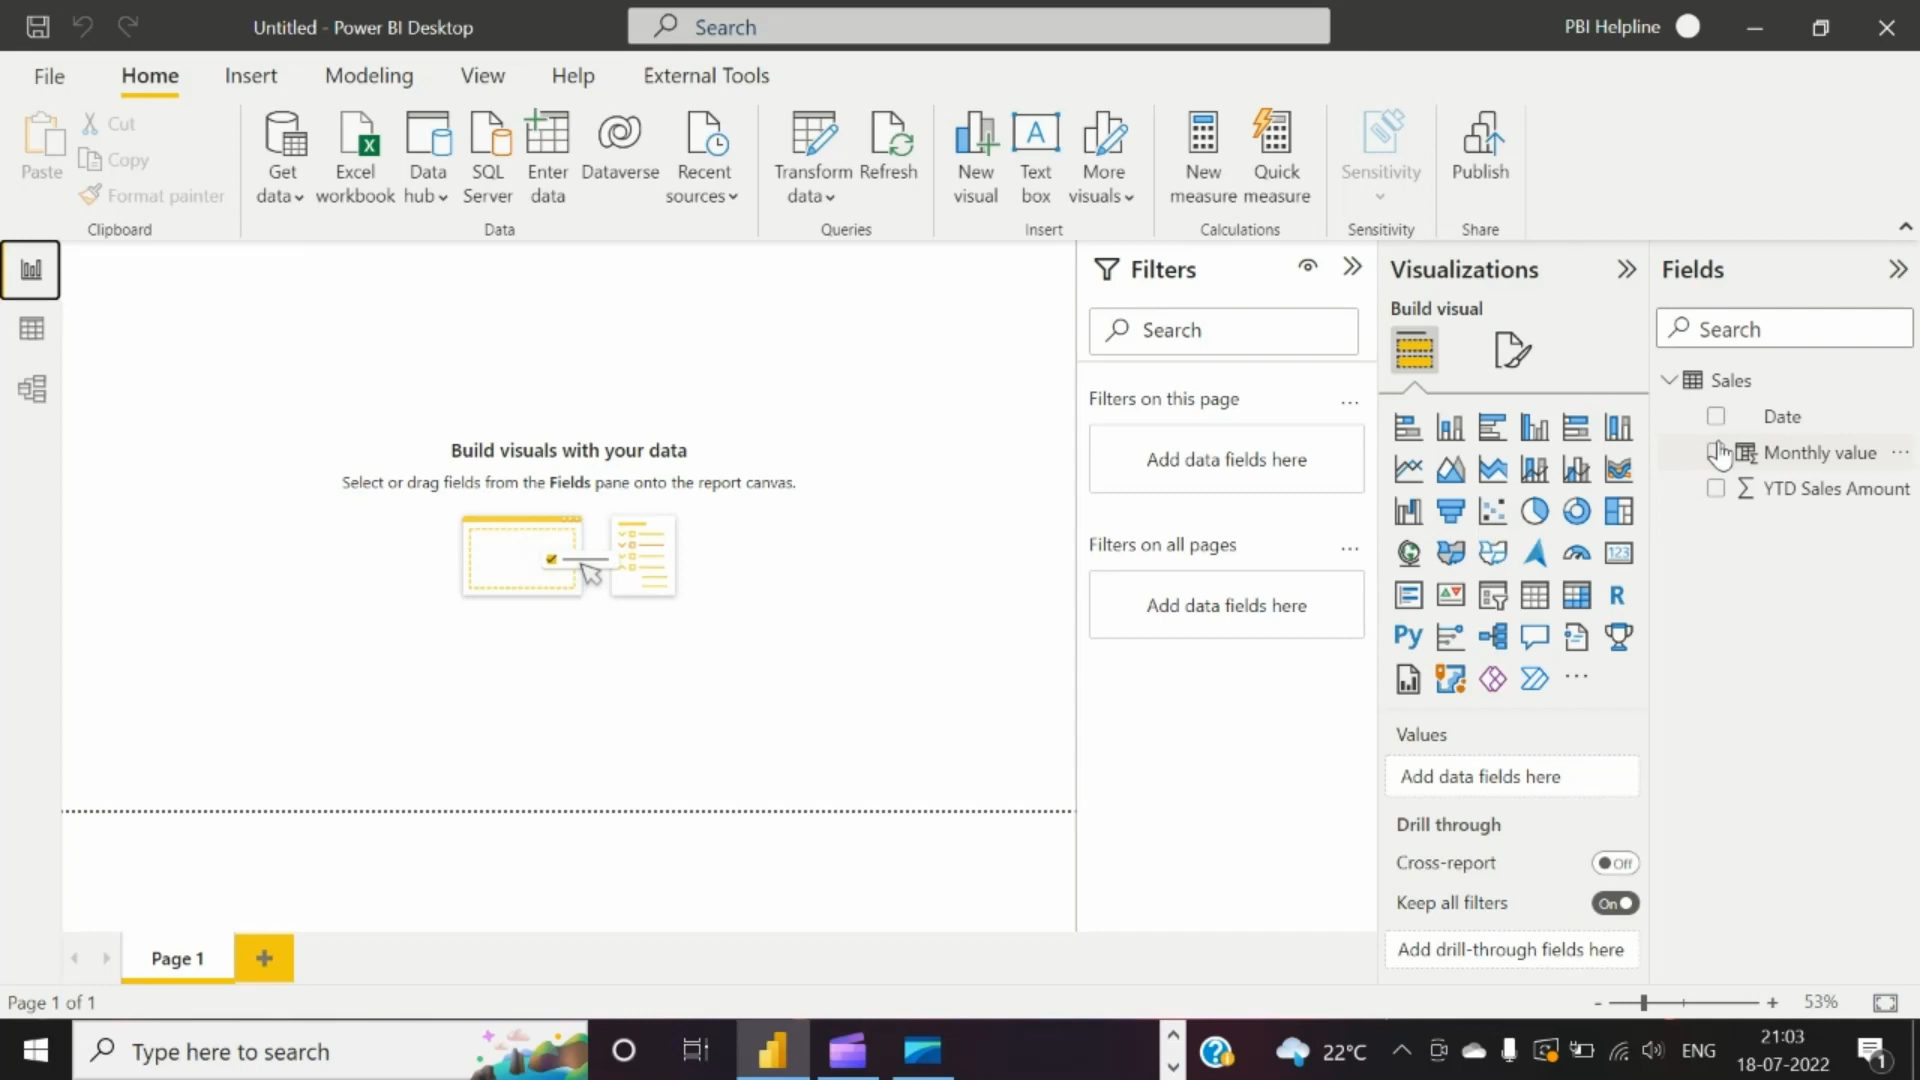 Untitled - Power BI Desktop
Search
PBI Helpline
File
Home
Insert
Modeling
View
Help
External Tools
Paste
Cut
Copy
Format painter
Clipboard
Get
data
Excel
workbook
Data
hub
SQL
Server
Enter
data
Dataverse
Recent
sources
Data
Transform
data
Refresh
Queries
New
visual
Text
box
More
visuals
Insert
New
measure
Quick
measure
Calculations
Sensitivity
Sensitivity
Publish
Share
Build visuals with your data
Select or drag fields from the Fields pane onto the report canvas.
Filters
Search
Filters on this page
...
Add data fields here
Filters on all pages
...
Add data fields here
Visualizations
Build visual
123
R
Py
...
Values
Add data fields here
Drill through
Cross-report
Off
Keep all filters
On
Add drill-through fields here
Fields
Search
Sales
Date
Monthly value
...
YTD Sales Amount
Page 1
+
Page 1 of 1
- + 53%
Type here to search
22°C
ENG
21:03
18-07-2022
1